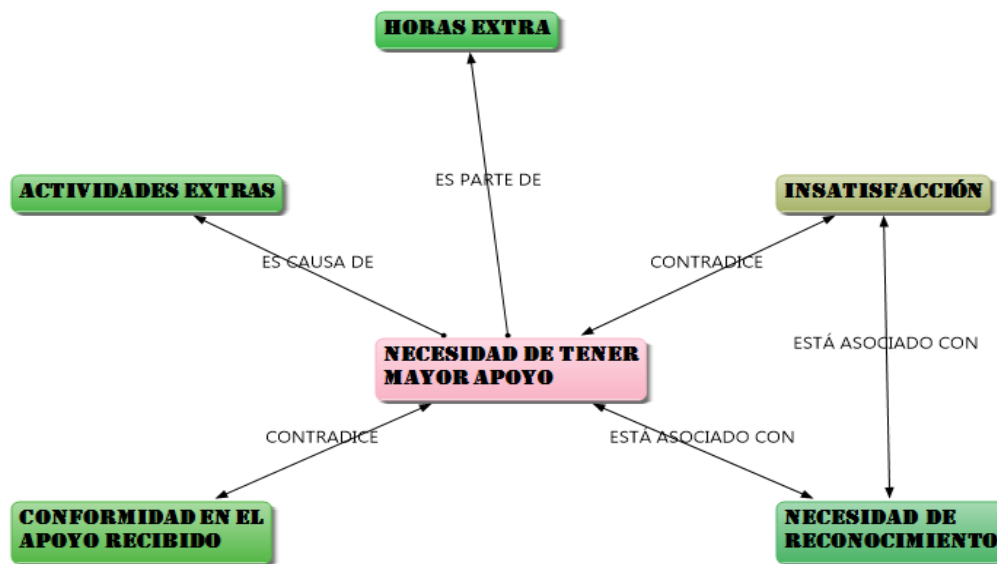 HORAS EXTRA
ES PARTE DE
ACTIVIDADES EXTRAS
INSATISFACCIÓN
ES CAUSA DE
CONTRADICE
ESTÁ ASOCIADO CON
NECESIDAD DE TENER
MAYOR APOYO
CONTRADICE
ESTÁ ASOCIADO CON
CONFORMIDAD EN EL
APOYO RECIBIDO
NECESIDAD DE
RECONOCIMIENTO